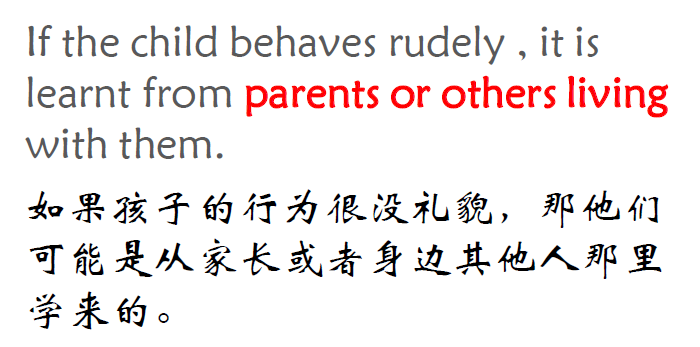 If the child behaves rudely , it is
learnt from parents or others living
with them.
如果孩子的行为很没礼貌，那他们
可能是从家长或者身边其他人那里
学来的。